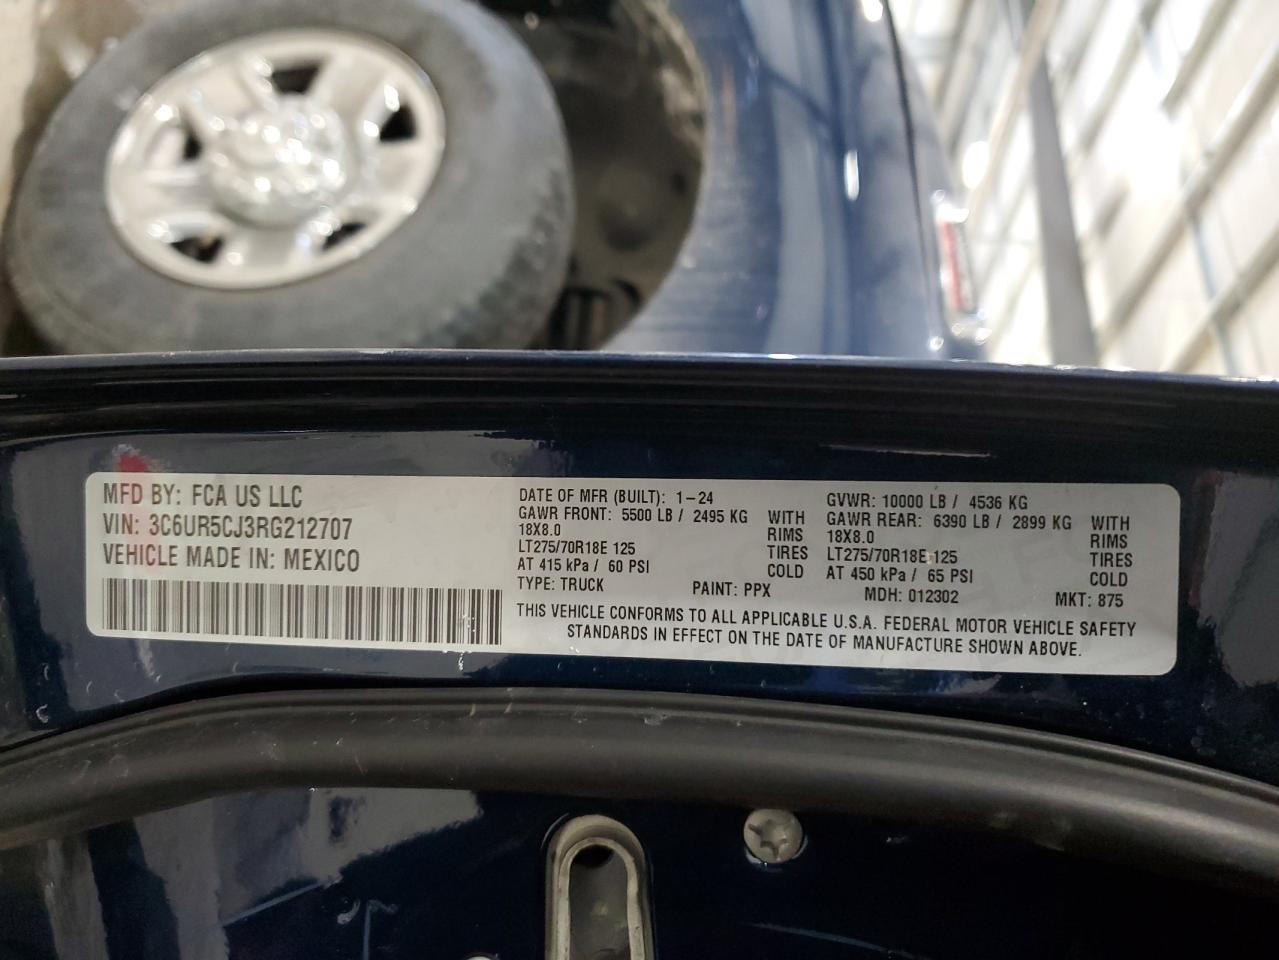 MFD BY: FCA US LLC
VIN: 3C6UR5CJ3RG212707
VEHICLE MADE IN: MEXICO
DATE OF MFR (BUILT): 1-24
GAWR FRONT: 5500 LB / 2495 KG WITH
18X8.0 RIMS
LT275/70R18E 125 TIRES
AT 415 kPa / 60 PSI COLD
TYPE: TRUCK PAINT: PPX
GVWR: 10000 LB / 4536 KG
GAWR REAR: 6390 LB / 2899 KG WITH
18X8.0 RIMS
LT275/70R18E 125 TIRES
AT 450 kPa / 65 PSI COLD
MDH: 012302 MKT: 875
THIS VEHICLE CONFORMS TO ALL APPLICABLE U.S.A. FEDERAL MOTOR VEHICLE SAFETY
STANDARDS IN EFFECT ON THE DATE OF MANUFACTURE SHOWN ABOVE.